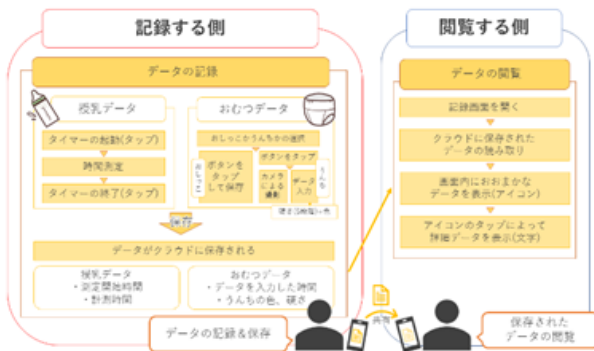 記録する側
データの記録
授乳データ
タイマーの起動(タップ)
時間測定
タイマーの終了(タップ)
おむつデータ
おしっこかうんちかの選択
おしっこ
ボタンを
タップ
して保存
ボタンをタップ
カメラ
による
撮影
データ
入力
うんち
硬さ(5段階)・色
保存
データがクラウドに保存される
授乳データ
・測定開始時間
・計測時間
おむつデータ
・データを入力した時間
・うんちの色、硬さ
データの記録&保存
共有
閲覧する側
データの閲覧
記録画面を開く
クラウドに保存された
データの読み取り
画面内におおまかな
データを表示(アイコン)
アイコンのタップによって
詳細データを表示(文字)
保存された
データの閲覧